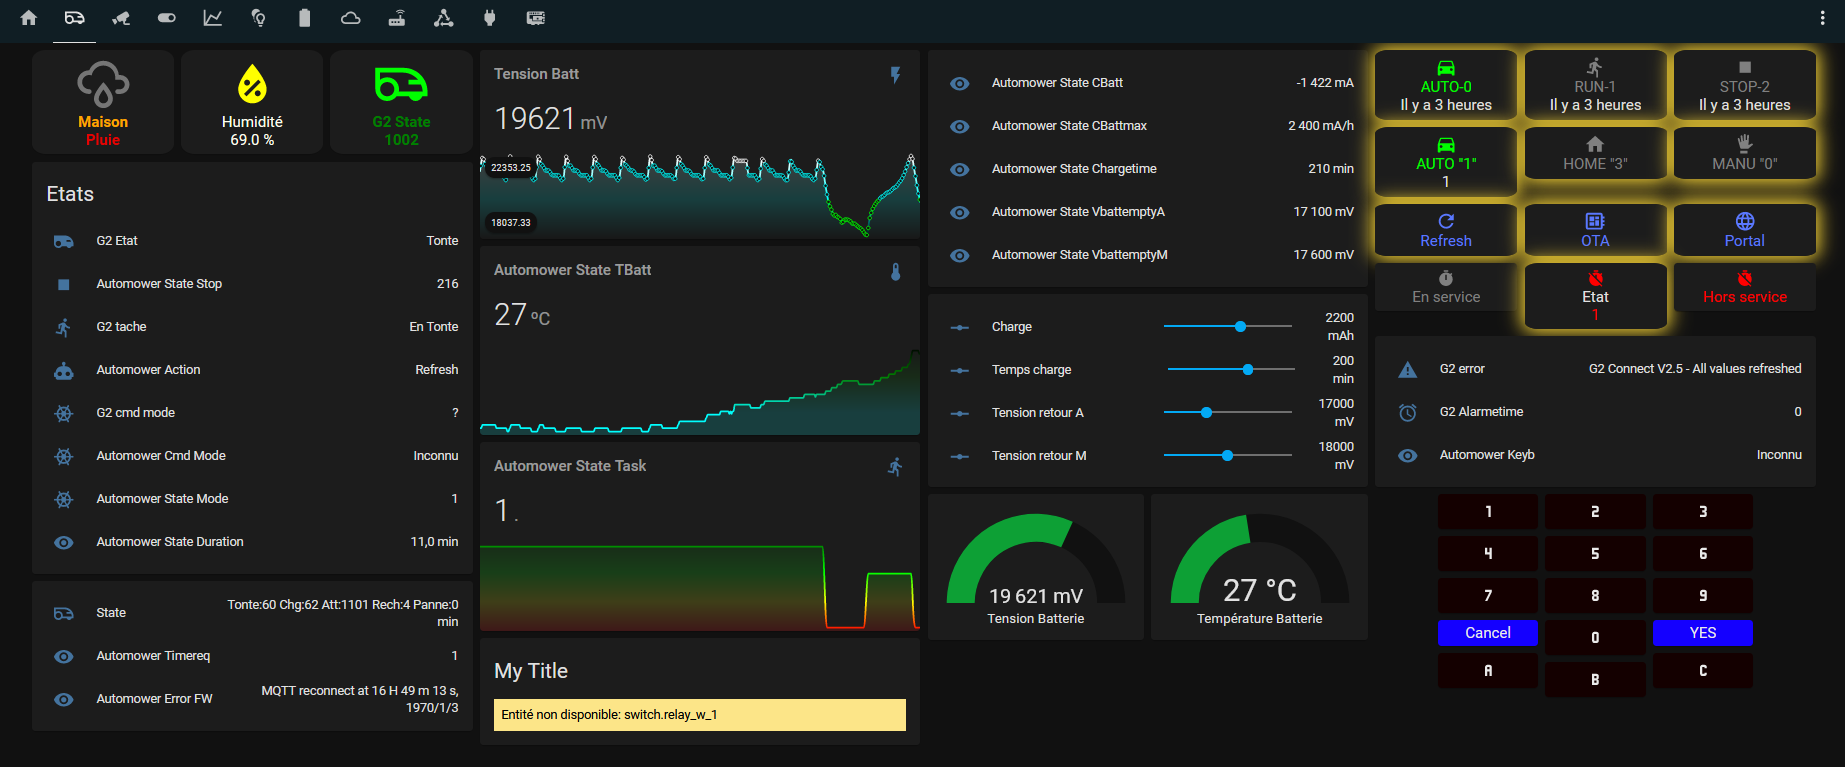 Maison
Pluie
Humidité
69.0 %
G2 State
1002
Etats
G2 Etat Tonte
Automower State Stop 216
G2 tache En Tonte
Automower Action Refresh
G2 cmd mode ?
Automower Cmd Mode Inconnu
Automower State Mode 1
Automower State Duration 11,0 min
State Tonte:60 Chg:62 Att:1101 Rech:4 Panne:0
min
Automower Timereq 1
Automower Error FW MQTT reconnect at 16 H 49 m 13 s,
1970/1/3
Tension Batt
19621 mV
22353.25
18037.33
Automower State TBatt
27 °C
Automower State Task
1 .
My Title
Entité non disponible: switch.relay_w_1
Automower State CBatt -1 422 mA
Automower State CBattmax 2 400 mA/h
Automower State Chargetime 210 min
Automower State VbattemptyA 17 100 mV
Automower State VbattemptyM 17 600 mV
Charge 2200
mAh
Temps charge 200
min
Tension retour A 17000
mV
Tension retour M 18000
mV
19 621 mV
Tension Batterie
27 °C
Température Batterie
AUTO-0
Il y a 3 heures
RUN-1
Il y a 3 heures
STOP-2
Il y a 3 heures
AUTO "1"
1
HOME "3"
MANU "0"
Refresh
OTA
Portal
En service
Etat
1
Hors service
G2 error G2 Connect V2.5 - All values refreshed
G2 Alarmetime 0
Automower Keyb Inconnu
1 2 3
4 5 6
7 8 9
Cancel 0 YES
A B C